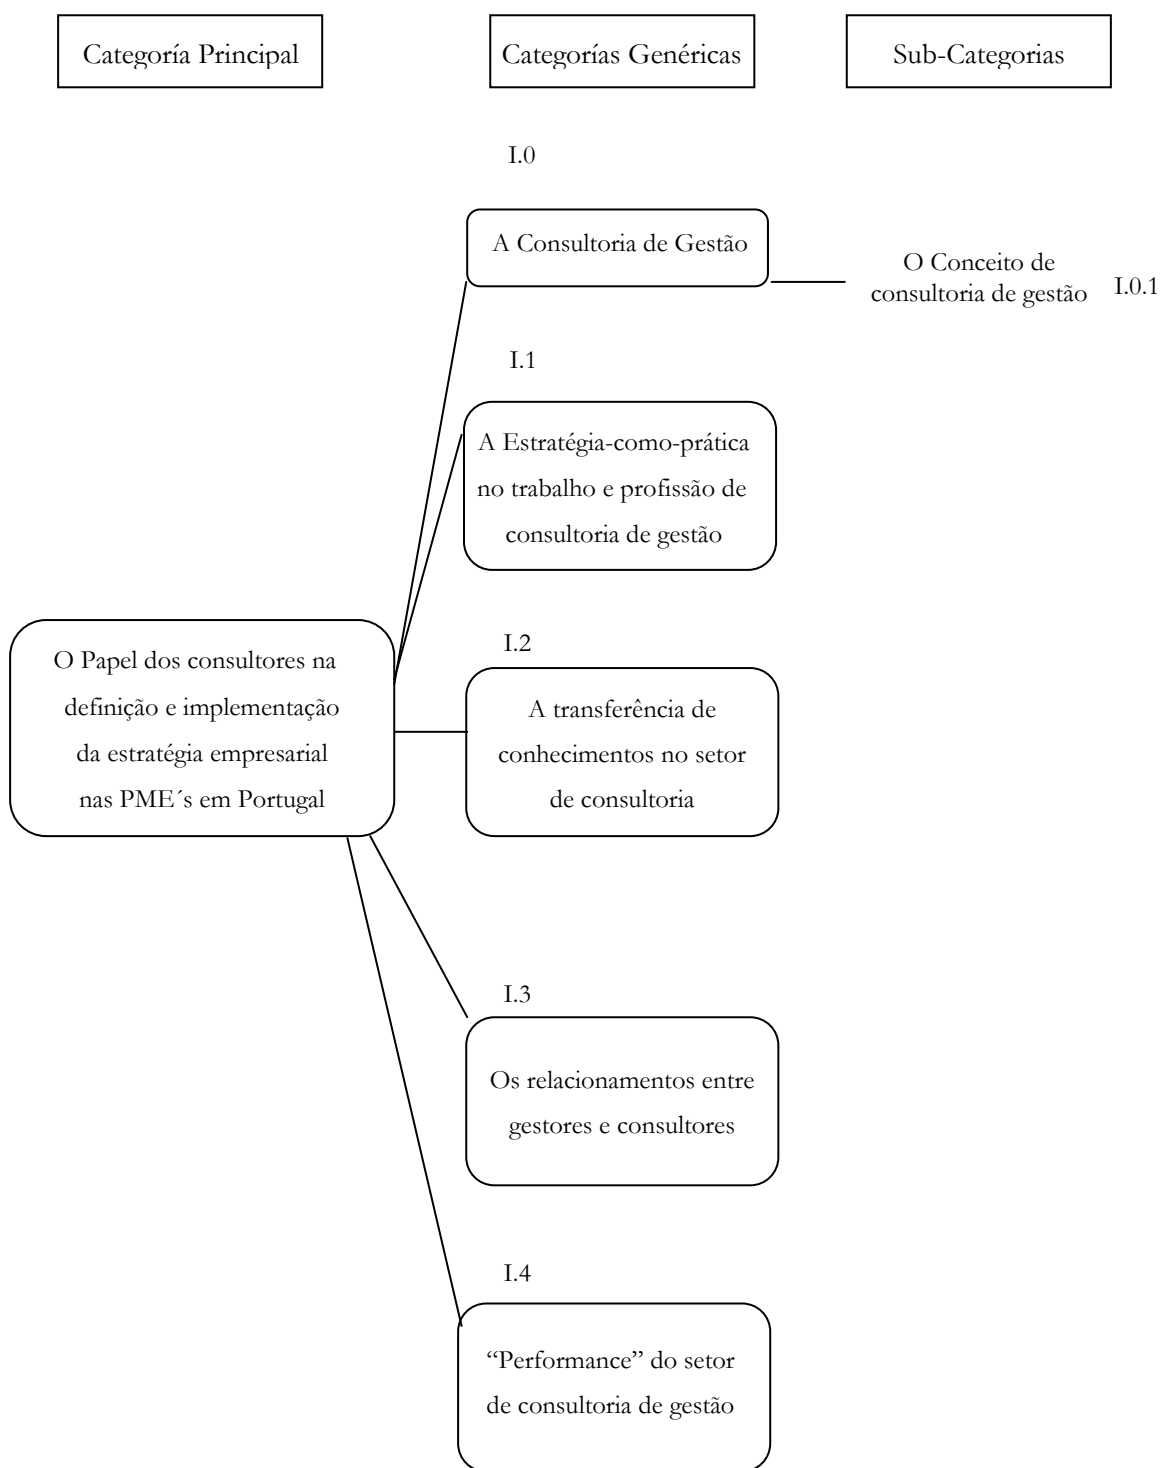 Categoría Principal
Categorías Genéricas
Sub-Categorias
I.0
A Consultoria de Gestão
O Conceito de
consultoria de gestão
I.0.1
I.1
A Estratégia-como-prática
no trabalho e profissão de
consultoria de gestão
O Papel dos consultores na
definição e implementação
da estratégia empresarial
nas PME´s em Portugal
I.2
A transferência de
conhecimentos no setor
de consultoria
I.3
Os relacionamentos entre
gestores e consultores
I.4
“Performance” do setor
de consultoria de gestão